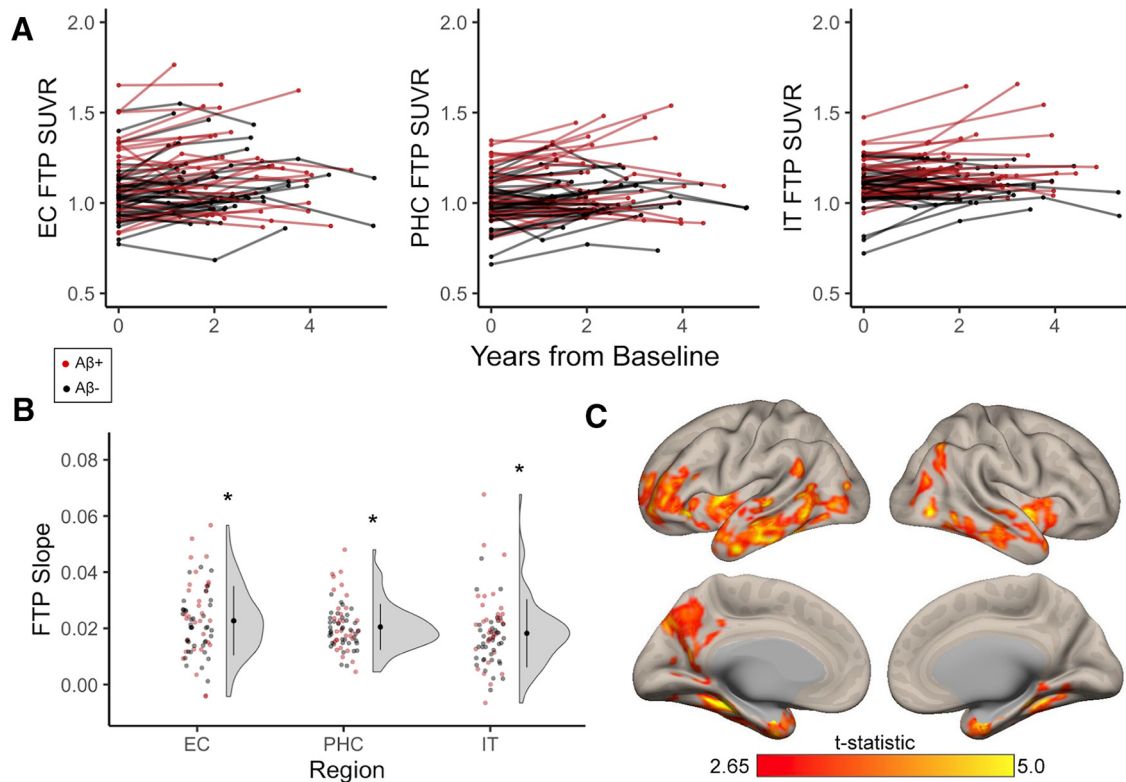 A
EC FTP SUVR
2.0
1.5
1.0
0.5
0
2
4
PHC FTP SUVR
2.0
1.5
1.0
0.5
0
2
4
IT FTP SUVR
2.0
1.5
1.0
0.5
0
2
4
Years from Baseline
Aβ+
Aβ-
B
FTP Slope
0.08
0.06
0.04
0.02
0.00
*
*
*
EC
PHC
IT
Region
C
t-statistic
2.65
5.0